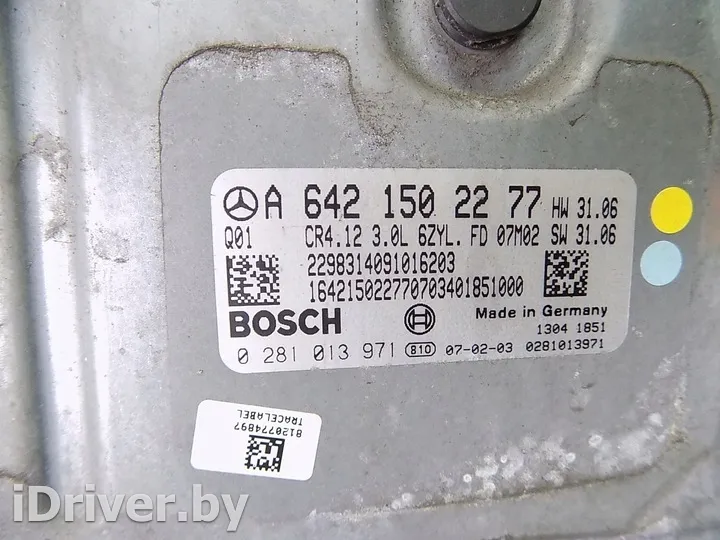 A 642 150 22 77 HW 31.06
Q01 CR4.12 3.0L 6ZYL. FD 07M02 SW 31.06
2298314091016203
164215022770703401851000
BOSCH Made in Germany
1304 1851
0 281 013 971 810 07-02-03 0281013971
8120774897
TRACELABEL
iDriver.by